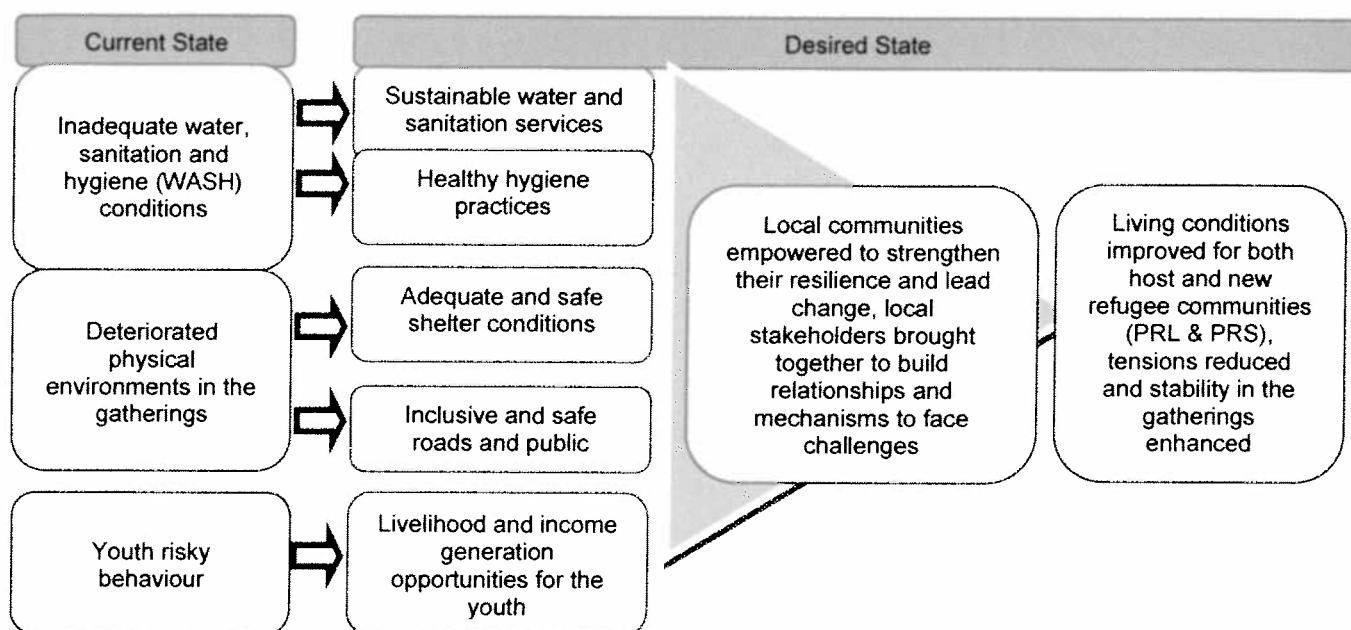 Current State
Desired State
Inadequate water,
sanitation and
hygiene (WASH)
conditions
Sustainable water and
sanitation services
Healthy hygiene
practices
Deteriorated
physical
environments in the
gatherings
Adequate and safe
shelter conditions
Inclusive and safe
roads and public
Youth risky
behaviour
Livelihood and income
generation
opportunities for the
youth
Local communities
empowered to strengthen
their resilience and lead
change, local
stakeholders brought
together to build
relationships and
mechanisms to face
challenges
Living conditions
improved for both
host and new
refugee communities
(PRL & PRS),
tensions reduced
and stability in the
gatherings
enhanced